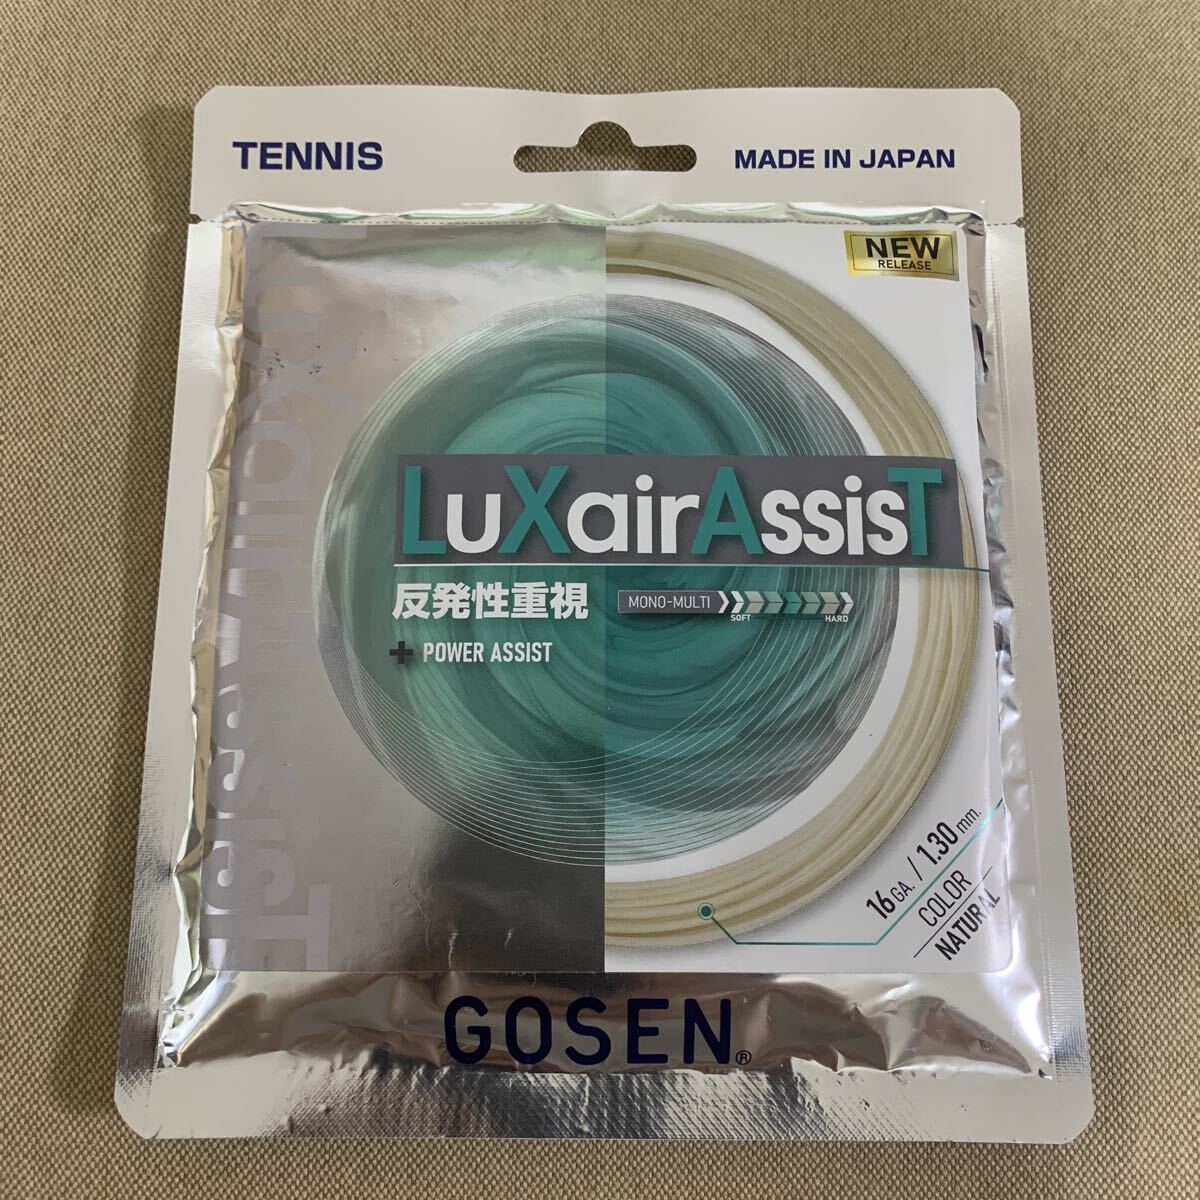 TENNIS
MADE IN JAPAN
NEW
RELEASE
LuXairAssisT
LuXairAssisT
反発性重視
MONO-MULTI
SOFT
HARD
+ POWER ASSIST
16GA./1.30mm.
COLOR
NATURAL
GOSEN®